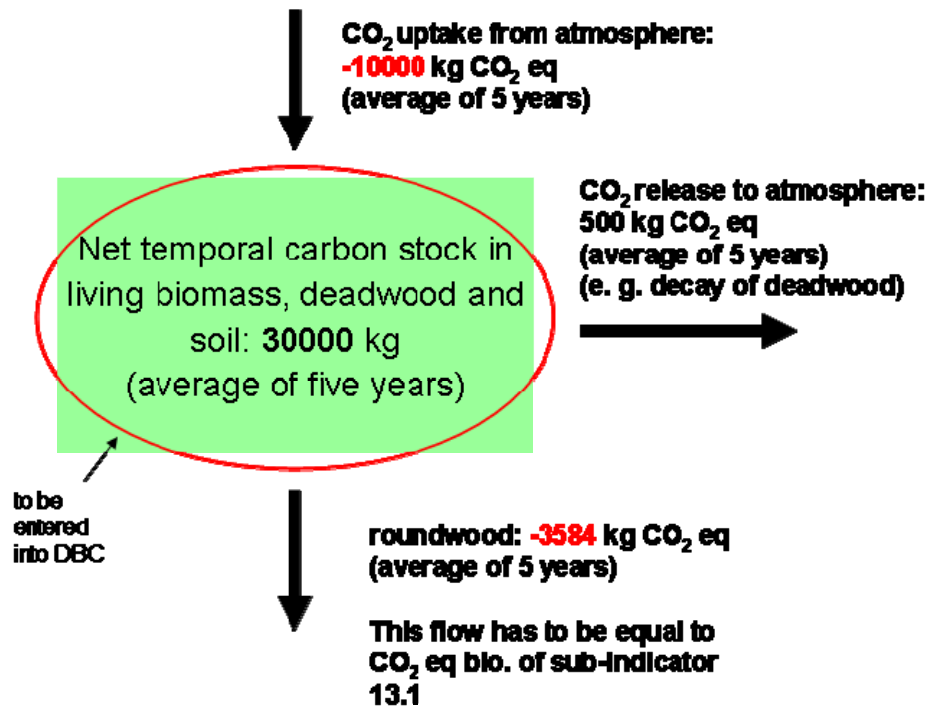 CO₂ uptake from atmosphere:
-10000 kg CO₂ eq
(average of 5 years)
CO₂ release to atmosphere:
500 kg CO₂ eq
(average of 5 years)
(e. g. decay of deadwood)
Net temporal carbon stock in
living biomass, deadwood and
soil: 30000 kg
(average of five years)
to be
entered
into DBC
roundwood: -3584 kg CO₂ eq
(average of 5 years)
This flow has to be equal to
CO₂ eq bio. of sub-indicator
13.1